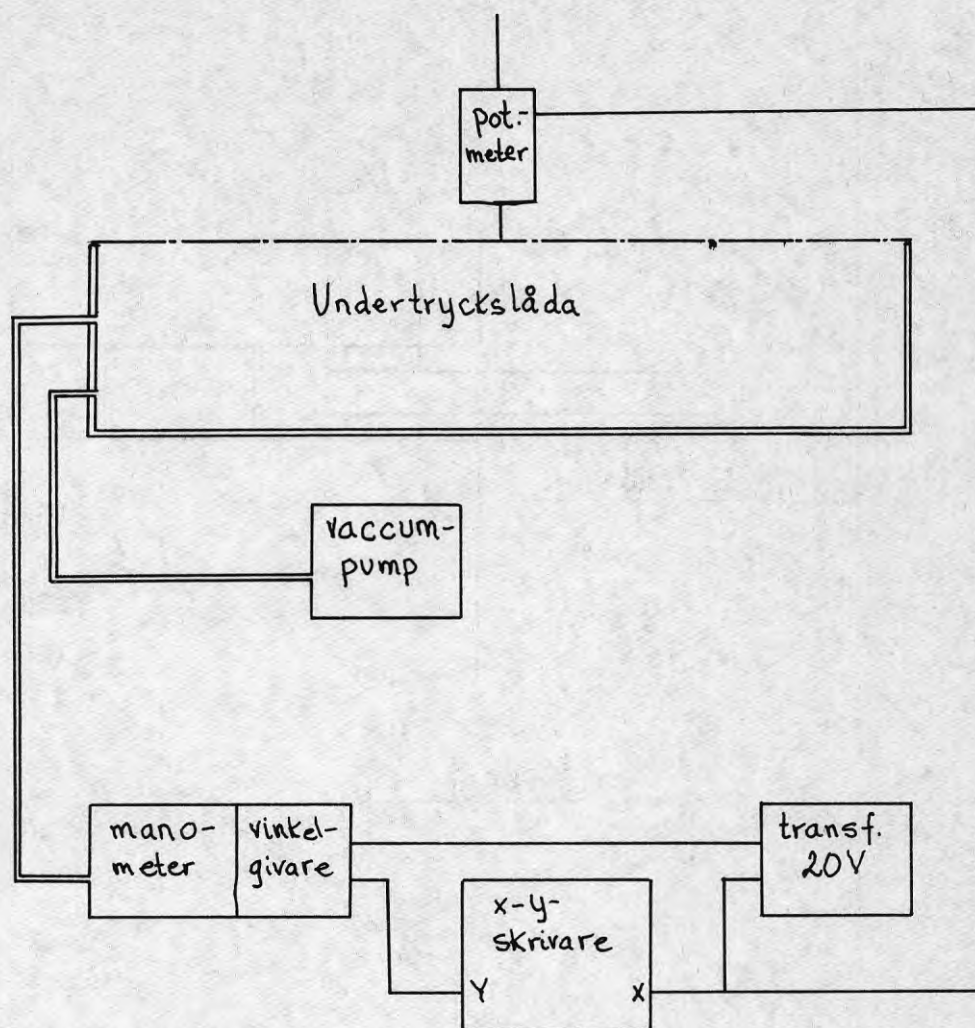 pot.-
meter
Undertryckslåda
vaccum-
pump
mano-
meter
vinkel-
givare
transf.
20V
x-y-
skrivare
Y
X